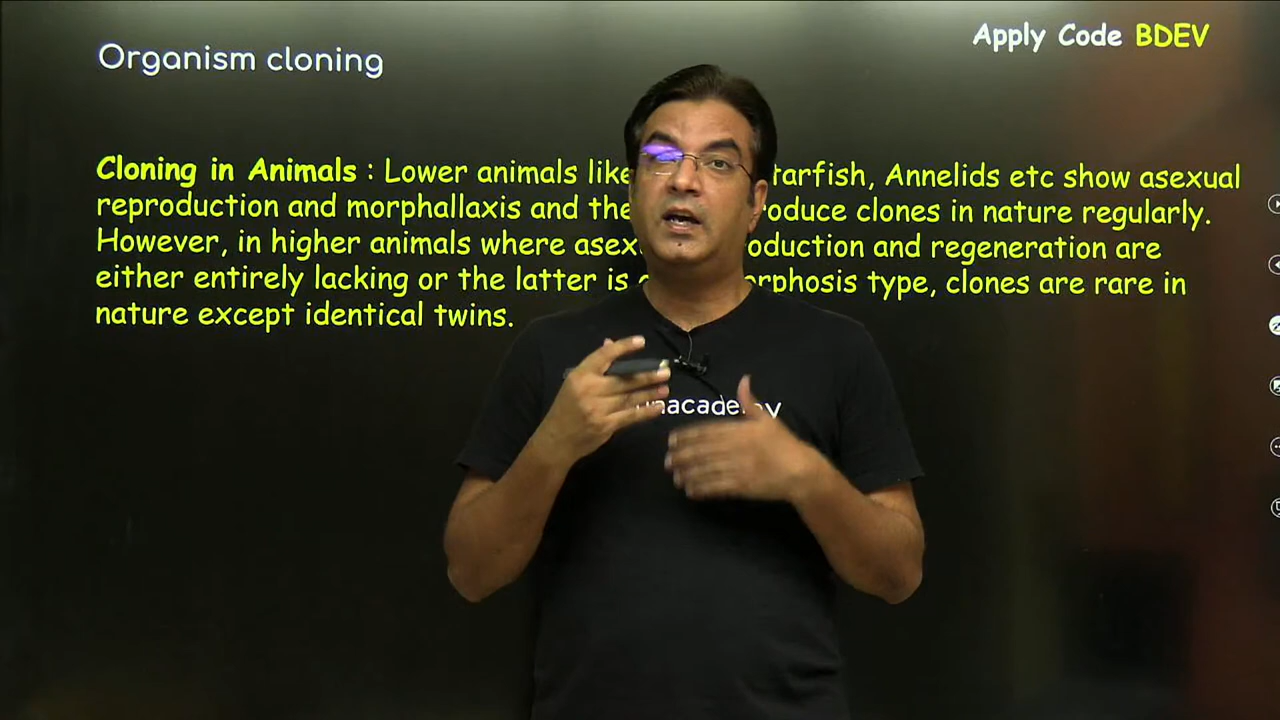 Apply Code BDEV
Organism cloning
Cloning in Animals : Lower animals like tarfish, Annelids etc show asexual
reproduction and morphallaxis and the roduce clones in nature regularly.
However, in higher animals where asex oduction and regeneration are
either entirely lacking or the latter is orphosis type, clones are rare in
nature except identical twins.
unacademy